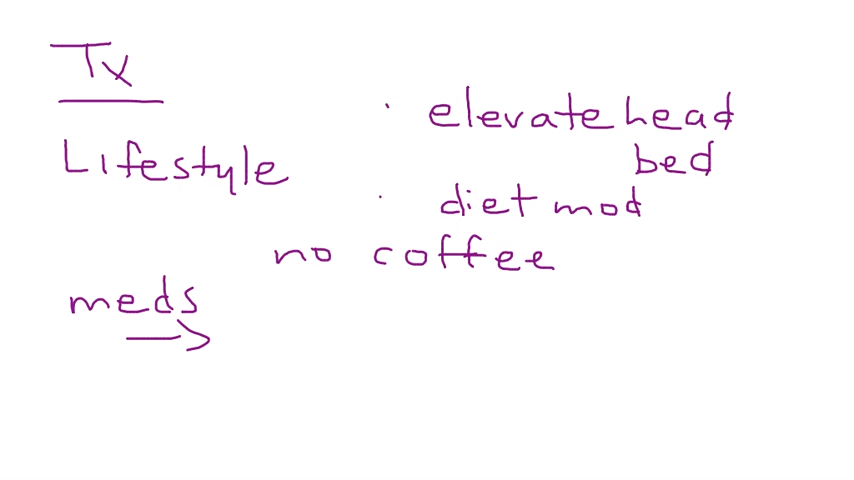 Tx
Lifestyle
· elevate head
bed
· diet mod
no coffee
meds
→